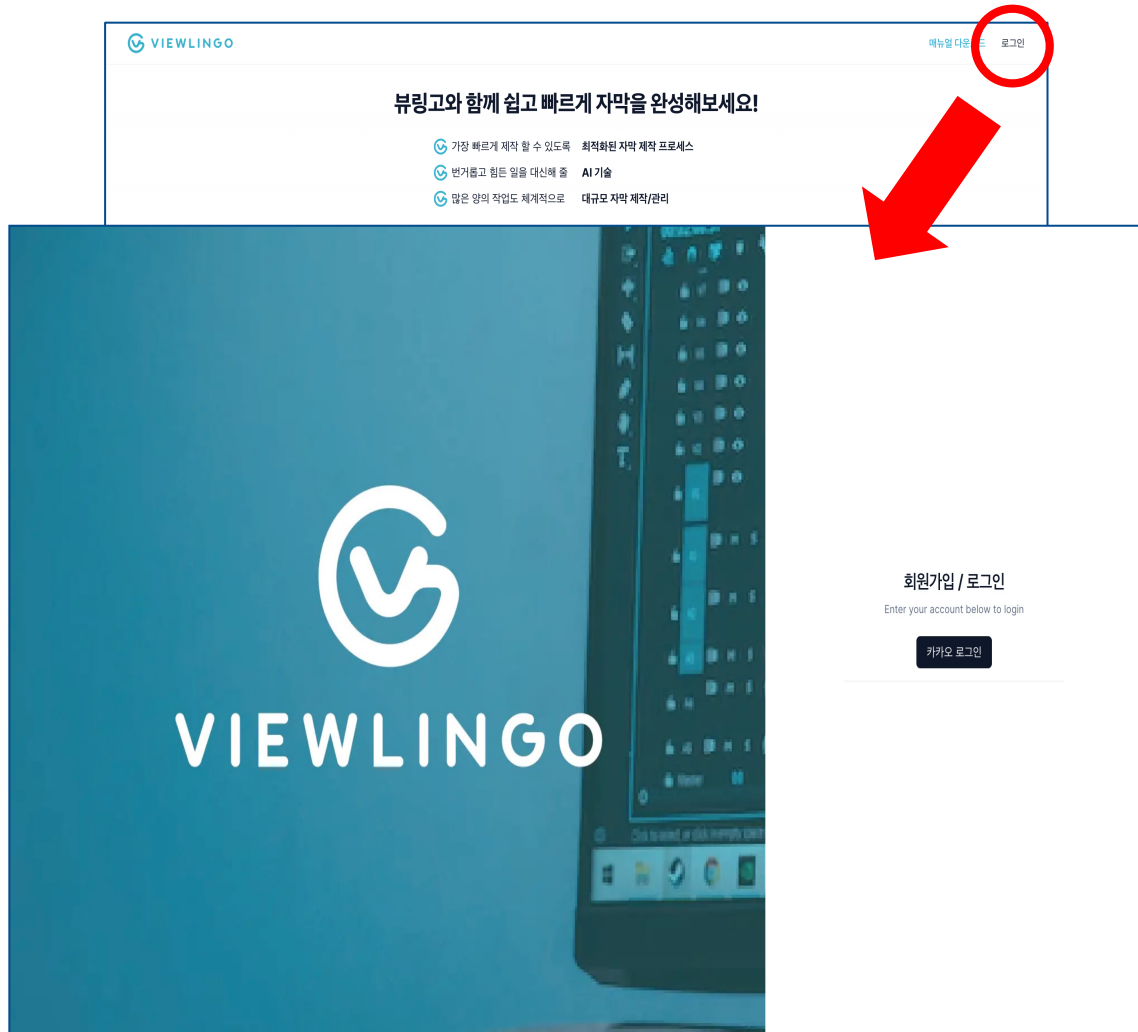 VIEWLINGO
매뉴얼 다운로드 로그인
뷰링고와 함께 쉽고 빠르게 자막을 완성해보세요!
가장 빠르게 제작 할 수 있도록 최적화된 자막 제작 프로세스
번거롭고 힘든 일을 대신해 줄 AI 기술
많은 양의 작업도 체계적으로 대규모 자막 제작/관리
VIEWLINGO
회원가입 / 로그인
Enter your account below to login
카카오 로그인